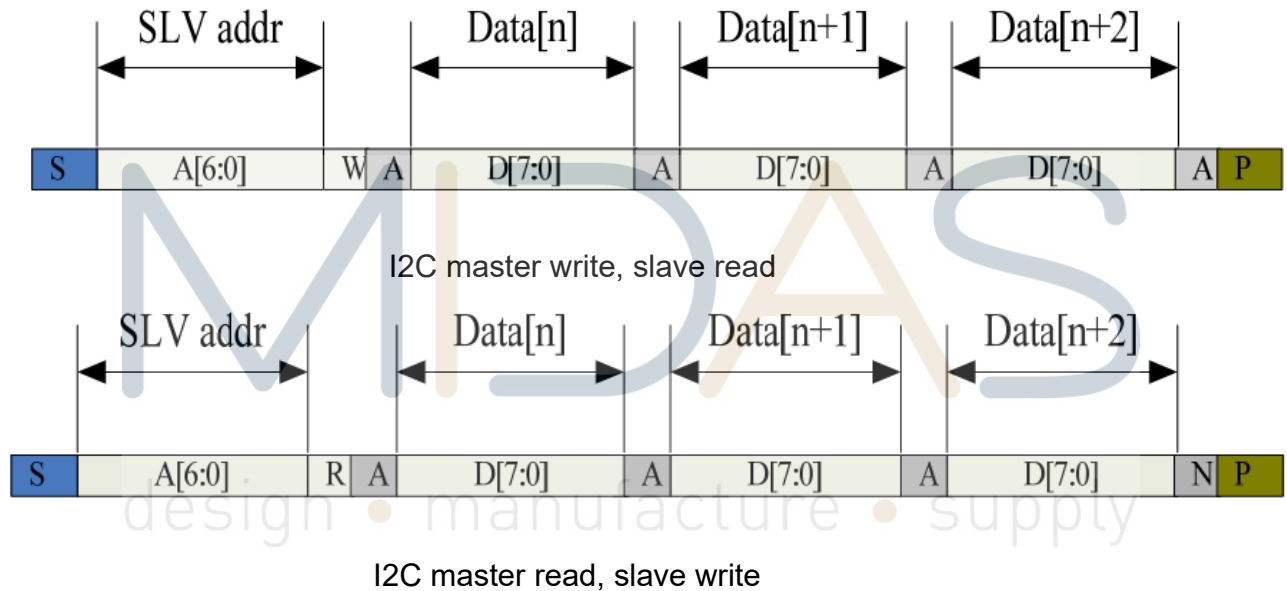 SLV addr Data[n] Data[n+1] Data[n+2]
S A[6:0] W A D[7:0] A D[7:0] A D[7:0] A P
I2C master write, slave read
MIDAS
SLV addr Data[n] Data[n+1] Data[n+2]
S A[6:0] R A D[7:0] A D[7:0] A D[7:0] N P
design • manufacture • supply
I2C master read, slave write